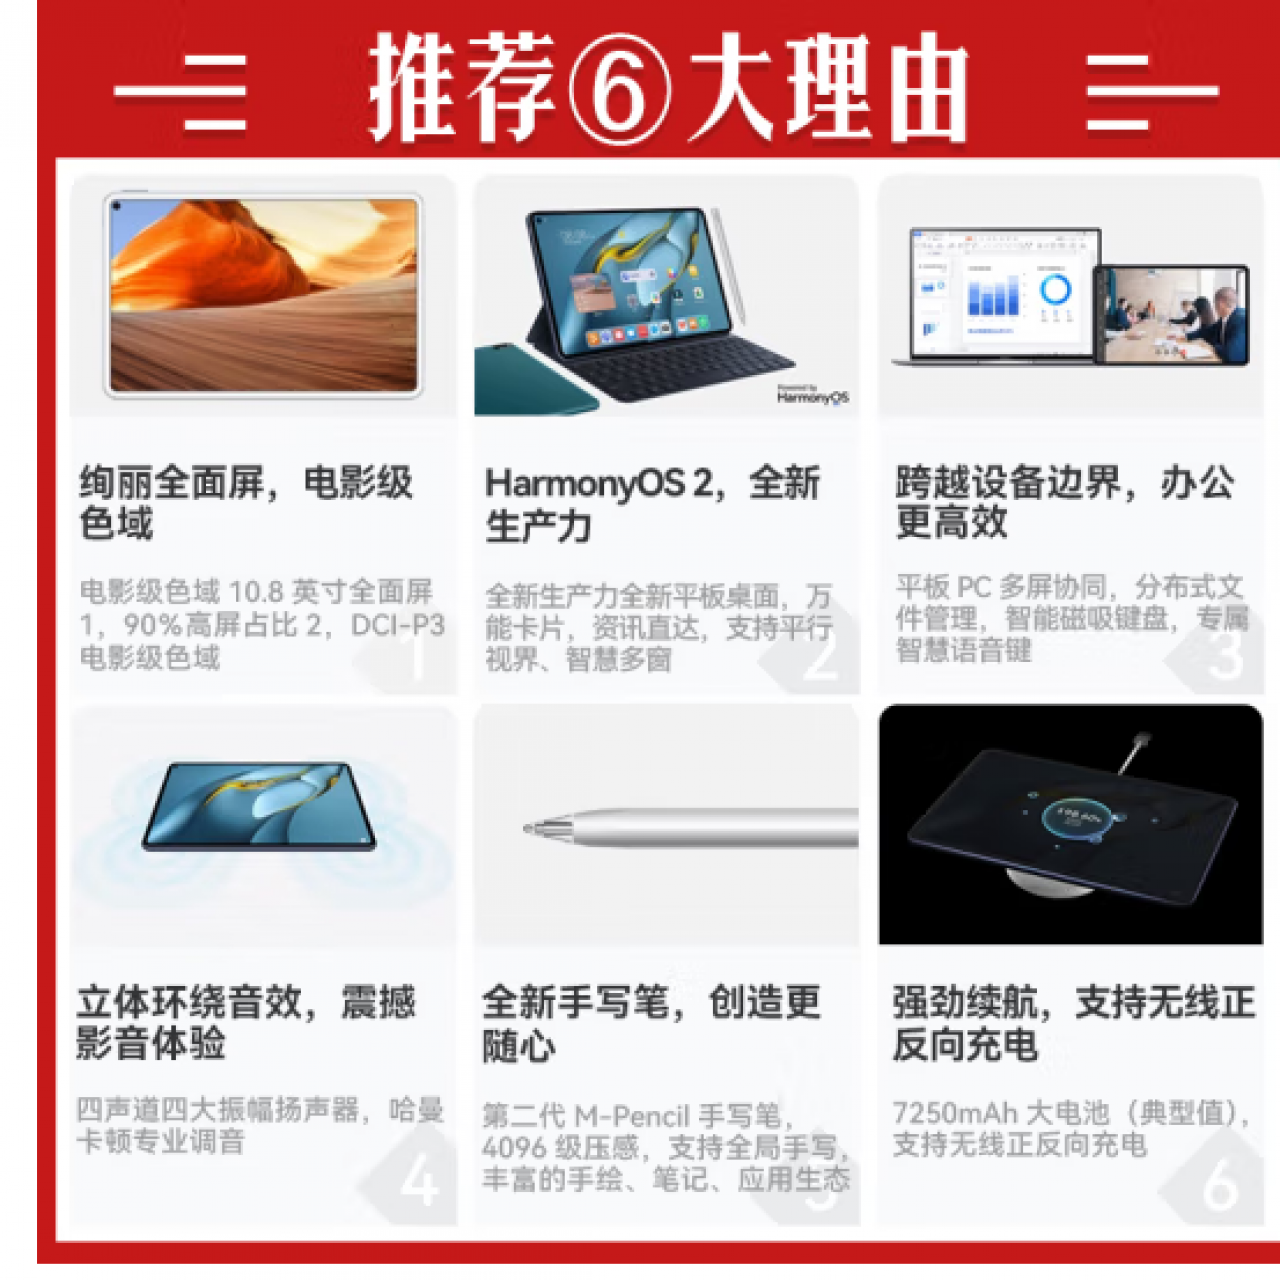 推荐⑥大理由
Powered by
HarmonyOS
绚丽全面屏，电影级
色域
电影级色域 10.8 英寸全面屏
1，90%高屏占比 2，DCI-P3
电影级色域
1
HarmonyOS 2，全新
生产力
全新生产力全新平板桌面，万
能卡片，资讯直达，支持平行
视界、智慧多窗
2
跨越设备边界，办公
更高效
平板 PC 多屏协同，分布式文
件管理，智能磁吸键盘，专属
智慧语音键
3
立体环绕音效，震撼
影音体验
四声道四大振幅扬声器，哈曼
卡顿专业调音
4
全新手写笔，创造更
随心
第二代 M-Pencil 手写笔，
4096 级压感，支持全局手写，
丰富的手绘、笔记、应用生态
5
强劲续航，支持无线正
反向充电
7250mAh 大电池（典型值），
支持无线正反向充电
6